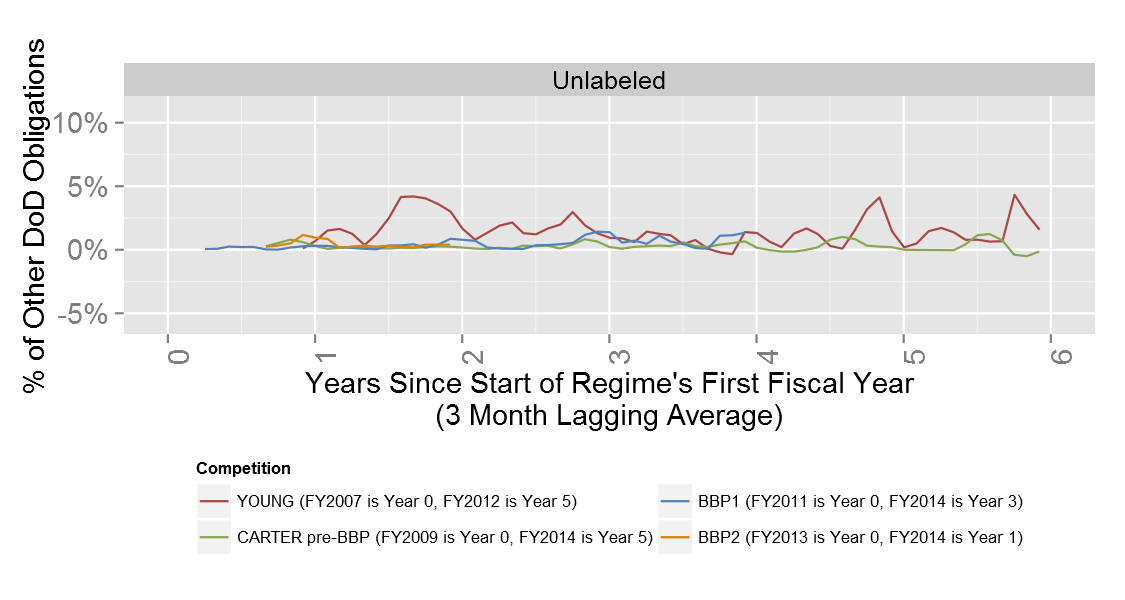 Unlabeled
% of Other DoD Obligations
10%
5%
0%
-5%
0 1 2 3 4 5 6
Years Since Start of Regime's First Fiscal Year
(3 Month Lagging Average)
Competition
YOUNG (FY2007 is Year 0, FY2012 is Year 5)
BBP1 (FY2011 is Year 0, FY2014 is Year 3)
CARTER pre-BBP (FY2009 is Year 0, FY2014 is Year 5)
BBP2 (FY2013 is Year 0, FY2014 is Year 1)